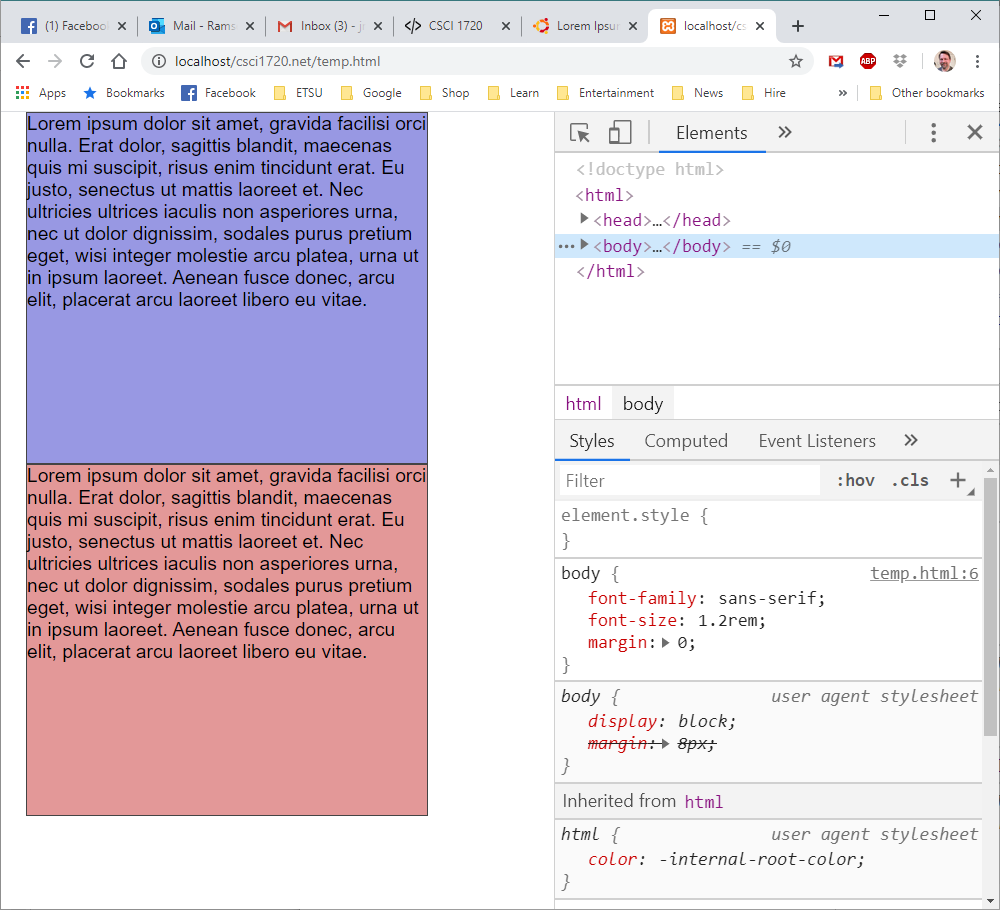 (1) Facebook
Mail - Rams
Inbox (3) - j
CSCI 1720
Lorem Ipsum
localhost/cs
localhost/csci1720.net/temp.html
ABP
Apps Bookmarks Facebook ETSU Google Shop Learn Entertainment News Hire » Other bookmarks
Lorem ipsum dolor sit amet, gravida facilisi orci
nulla. Erat dolor, sagittis blandit, maecenas
quis mi suscipit, risus enim tincidunt erat. Eu
justo, senectus ut mattis laoreet et. Nec
ultricies ultrices iaculis non asperiores urna,
nec ut dolor dignissim, sodales purus pretium
eget, wisi integer molestie arcu platea, urna ut
in ipsum laoreet. Aenean fusce donec, arcu
elit, placerat arcu laoreet libero eu vitae.
Lorem ipsum dolor sit amet, gravida facilisi orci
nulla. Erat dolor, sagittis blandit, maecenas
quis mi suscipit, risus enim tincidunt erat. Eu
justo, senectus ut mattis laoreet et. Nec
ultricies ultrices iaculis non asperiores urna,
nec ut dolor dignissim, sodales purus pretium
eget, wisi integer molestie arcu platea, urna ut
in ipsum laoreet. Aenean fusce donec, arcu
elit, placerat arcu laoreet libero eu vitae.
Elements »
<!doctype html>
<html>
<head>…</head>
<body>…</body> == $0
</html>
html body
Styles Computed Event Listeners »
Filter :hov .cls +
element.style {
}
body { temp.html:6
font-family: sans-serif;
font-size: 1.2rem;
margin: 0;
}
body { user agent stylesheet
display: block;
margin: 8px;
}
Inherited from html
html { user agent stylesheet
color: -internal-root-color;
}